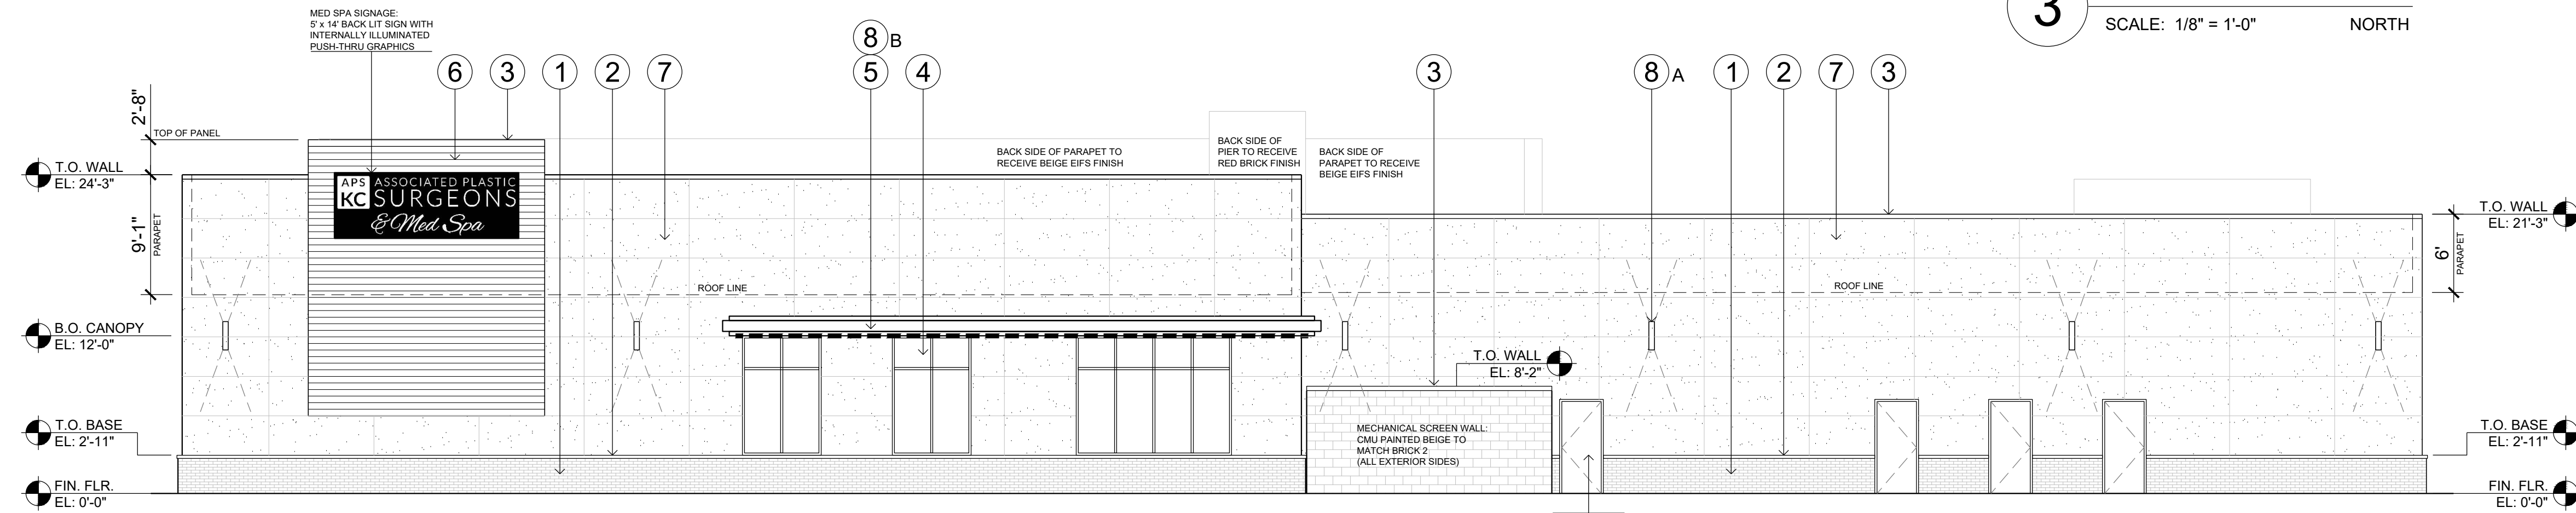 3
SCALE: 1/8" = 1'-0" NORTH
MED SPA SIGNAGE:
5' x 14' BACK LIT SIGN WITH
INTERNALLY ILLUMINATED
PUSH-THRU GRAPHICS
8 B
6 3 1 2 7 5 4 3 8 A 1 2 7 3
2'-8"
TOP OF PANEL
T.O. WALL
EL: 24'-3"
9'-1"
PARAPET
BACK SIDE OF PARAPET TO
RECEIVE BEIGE EIFS FINISH
BACK SIDE OF
PIER TO RECEIVE
RED BRICK FINISH
BACK SIDE OF
PARAPET TO RECEIVE
BEIGE EIFS FINISH
APS
KC
ASSOCIATED PLASTIC
SURGEONS
& Med Spa
T.O. WALL
EL: 21'-3"
6'
PARAPET
ROOF LINE
ROOF LINE
B.O. CANOPY
EL: 12'-0"
T.O. WALL
EL: 8'-2"
MECHANICAL SCREEN WALL:
CMU PAINTED BEIGE TO
MATCH BRICK 2
(ALL EXTERIOR SIDES)
T.O. BASE
EL: 2'-11"
T.O. BASE
EL: 2'-11"
FIN. FLR.
EL: 0'-0"
FIN. FLR.
EL: 0'-0"